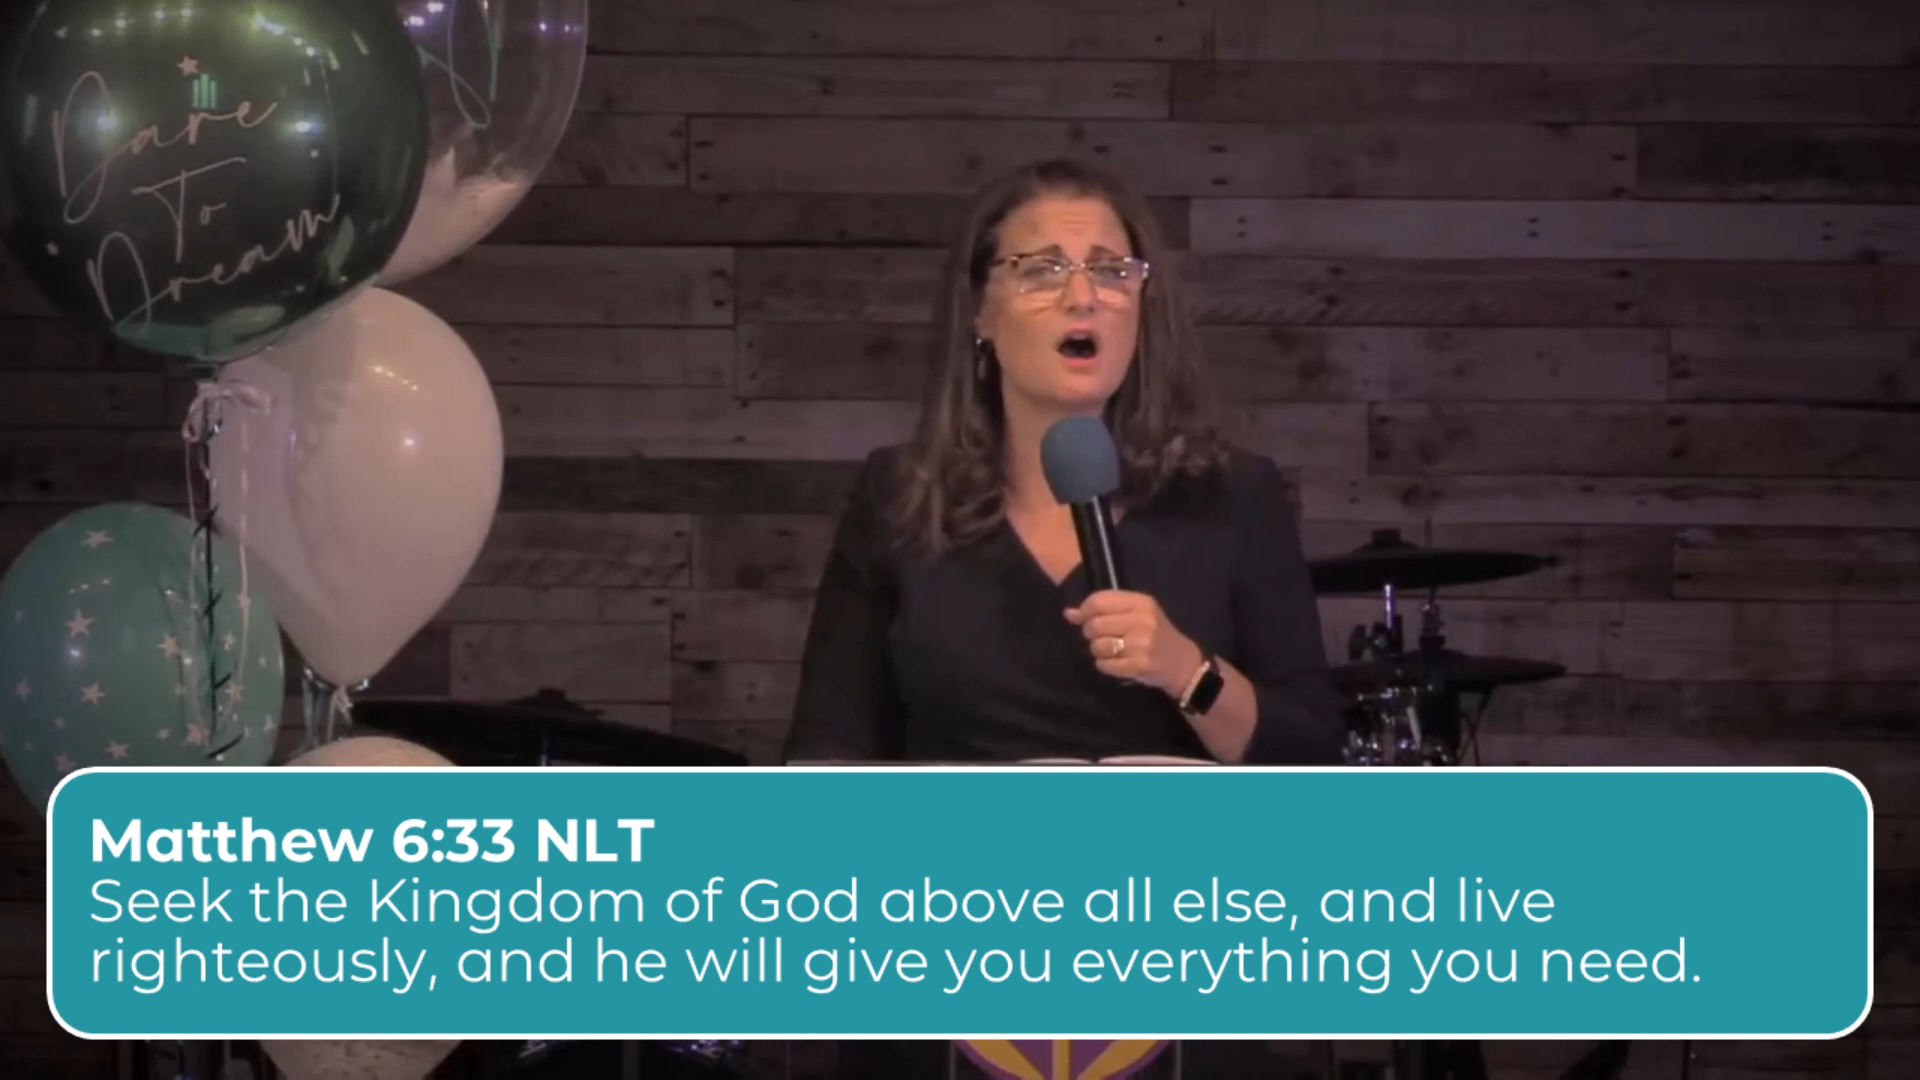 Dare
To
Dream
Matthew 6:33 NLT
Seek the Kingdom of God above all else, and live
righteously, and he will give you everything you need.